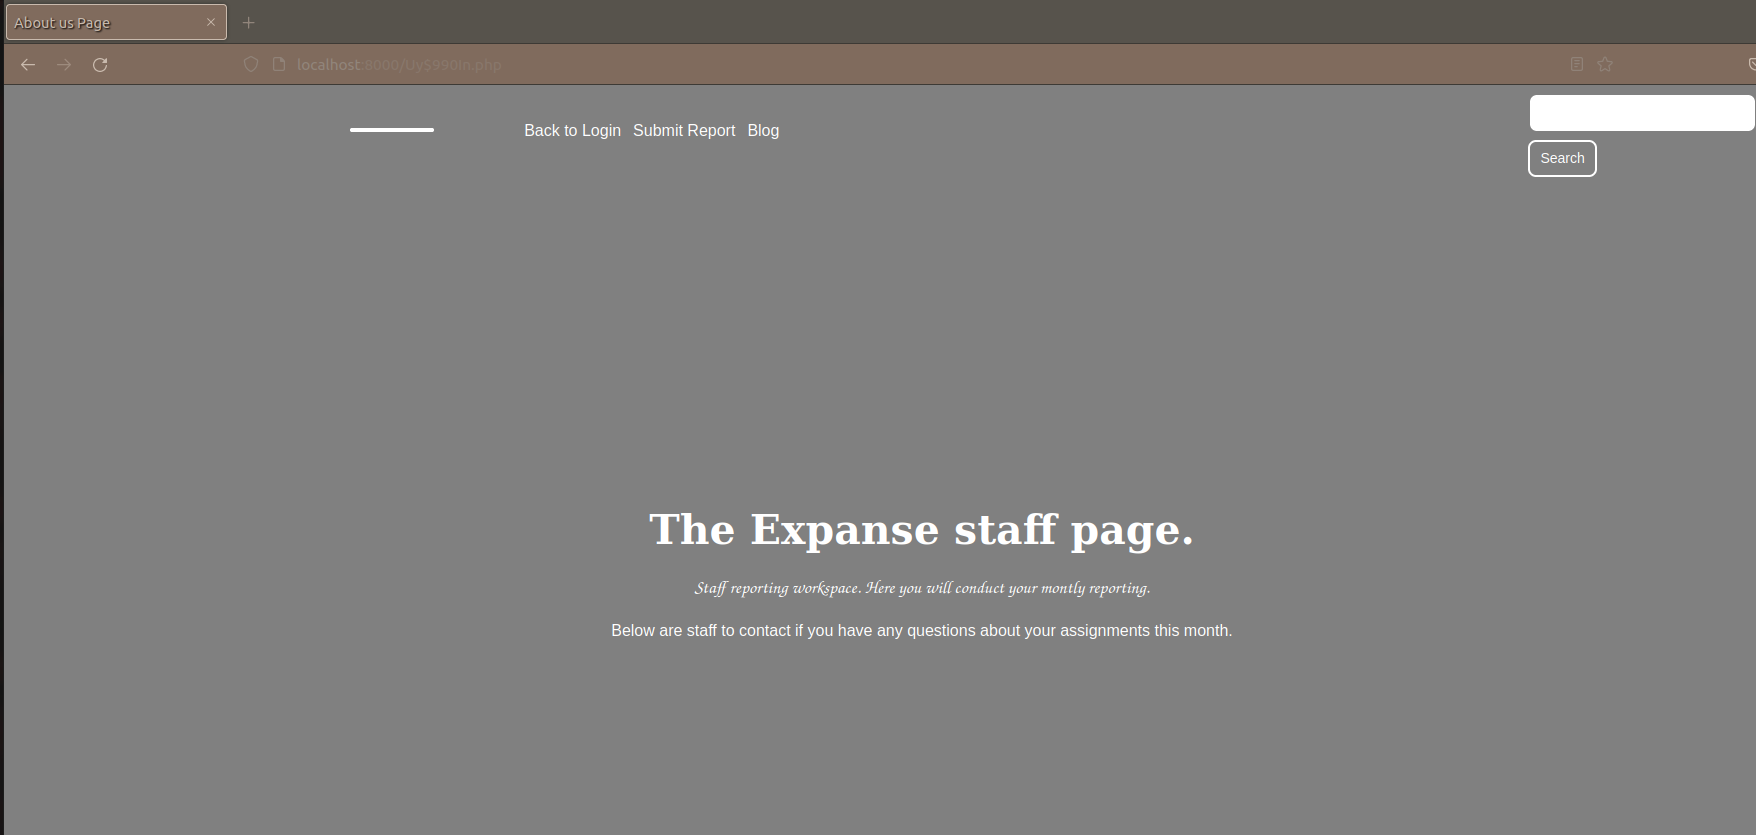 About us Page
localhost:8000/Uy$990In.php
Back to Login Submit Report Blog
Search
The Expanse staff page.
Staff reporting workspace. Here you will conduct your montly reporting.
Below are staff to contact if you have any questions about your assignments this month.